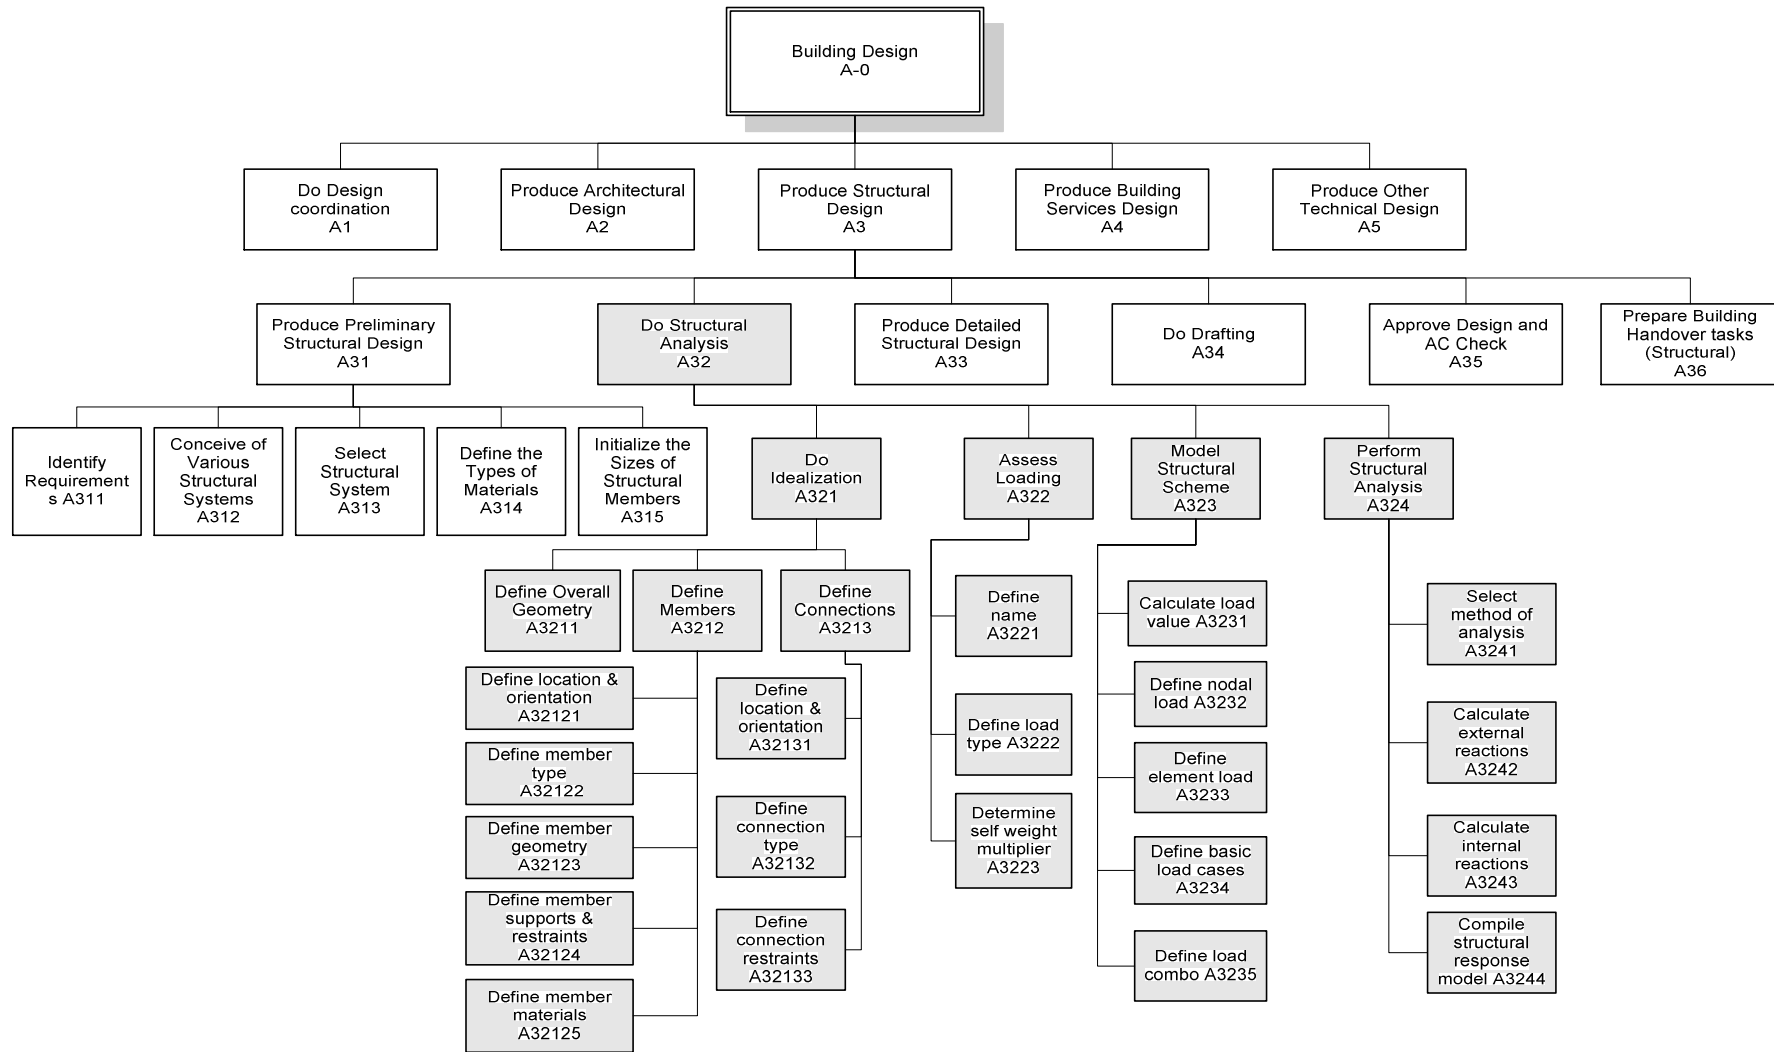 Building Design
A-0
Do Design
coordination
A1
Produce Architectural
Design
A2
Produce Structural
Design
A3
Produce Building
Services Design
A4
Produce Other
Technical Design
A5
Produce Preliminary
Structural Design
A31
Do Structural
Analysis
A32
Produce Detailed
Structural Design
A33
Do Drafting
A34
Approve Design and
AC Check
A35
Prepare Building
Handover tasks
(Structural)
A36
Identify
Requirement
s A311
Conceive of
Various
Structural
Systems
A312
Select
Structural
System
A313
Define the
Types of
Materials
A314
Initialize the
Sizes of
Structural
Members
A315
Do
Idealization
A321
Assess
Loading
A322
Model
Structural
Scheme
A323
Perform
Structural
Analysis
A324
Define Overall
Geometry
A3211
Define
Members
A3212
Define
Connections
A3213
Define location &
orientation
A32121
Define member
type
A32122
Define member
geometry
A32123
Define member
supports &
restraints
A32124
Define member
materials
A32125
Define
location &
orientation
A32131
Define
connection
type
A32132
Define
connection
restraints
A32133
Define
name
A3221
Define load
type A3222
Determine
self weight
multiplier
A3223
Calculate load
value A3231
Define nodal
load A3232
Define
element load
A3233
Define basic
load cases
A3234
Define load
combo A3235
Select
method of
analysis
A3241
Calculate
external
reactions
A3242
Calculate
internal
reactions
A3243
Compile
structural
response
model A3244